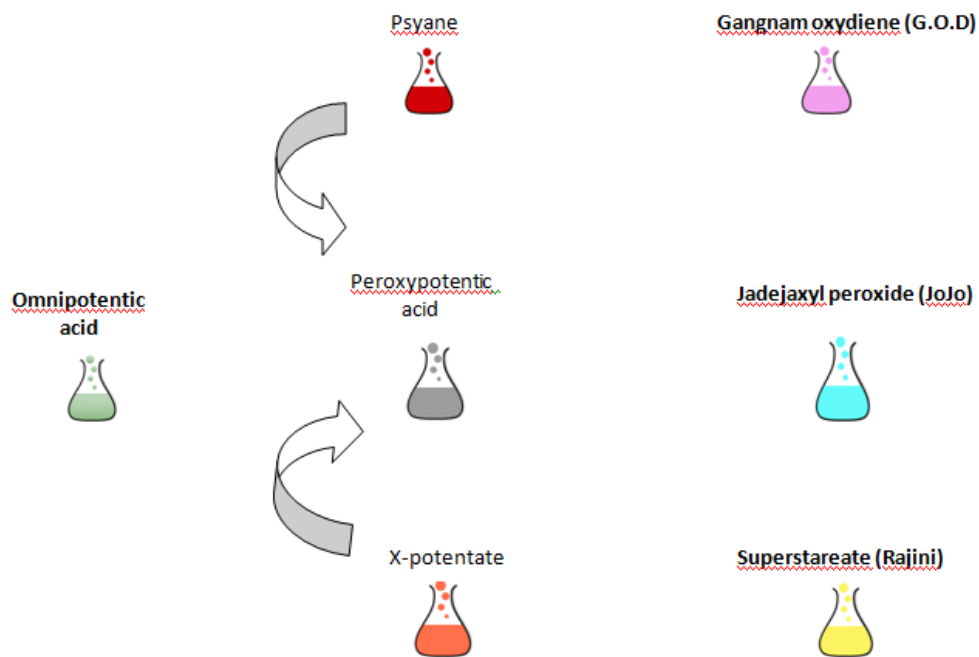 Psyane
Gangnam oxydiene (G.O.D)
Omnipotentic
acid
Peroxypotentic
acid
Jadejaxyl peroxide (JoJo)
X-potentate
Superstareate (Rajini)